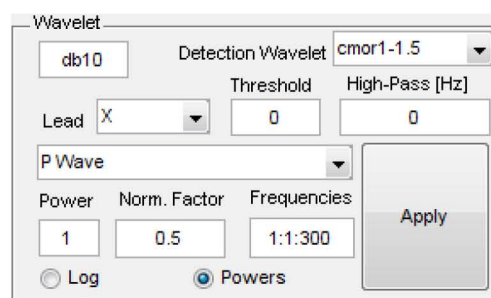 Wavelet
db10 Detection Wavelet cmor1-1.5
Threshold High-Pass [Hz]
Lead X 0 0
P Wave
Power Norm. Factor Frequencies Apply
1 0.5 1:1:300
Log Powers